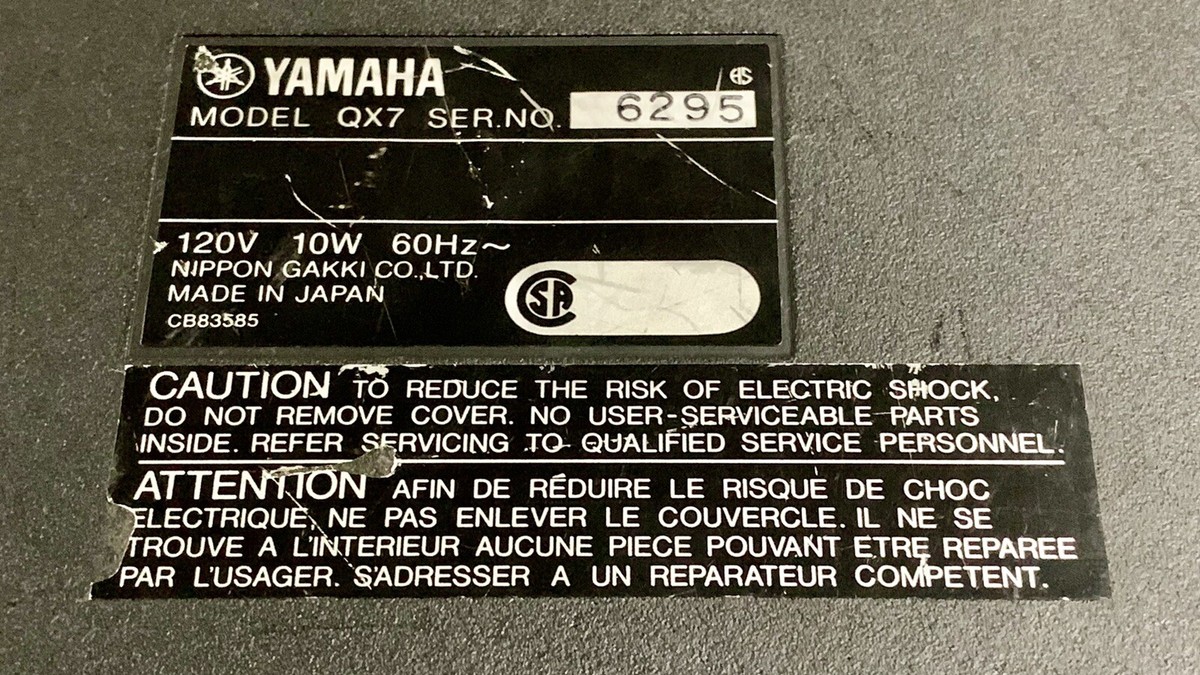 YAMAHA
MODEL QX7 SER.NO. 6295
120V 10W 60Hz~
NIPPON GAKKI CO.,LTD.
MADE IN JAPAN
CB83585
CAUTION TO REDUCE THE RISK OF ELECTRIC SHOCK,
DO NOT REMOVE COVER. NO USER-SERVICEABLE PARTS
INSIDE. REFER SERVICING TO QUALIFIED SERVICE PERSONNEL.
ATTENTION AFIN DE RÉDUIRE LE RISQUE DE CHOC
ELECTRIQUE, NE PAS ENLEVER LE COUVERCLE. IL NE SE
TROUVE A L'INTERIEUR AUCUNE PIECE POUVANT ETRE REPAREE
PAR L'USAGER. S'ADRESSER A UN REPARATEUR COMPETENT.